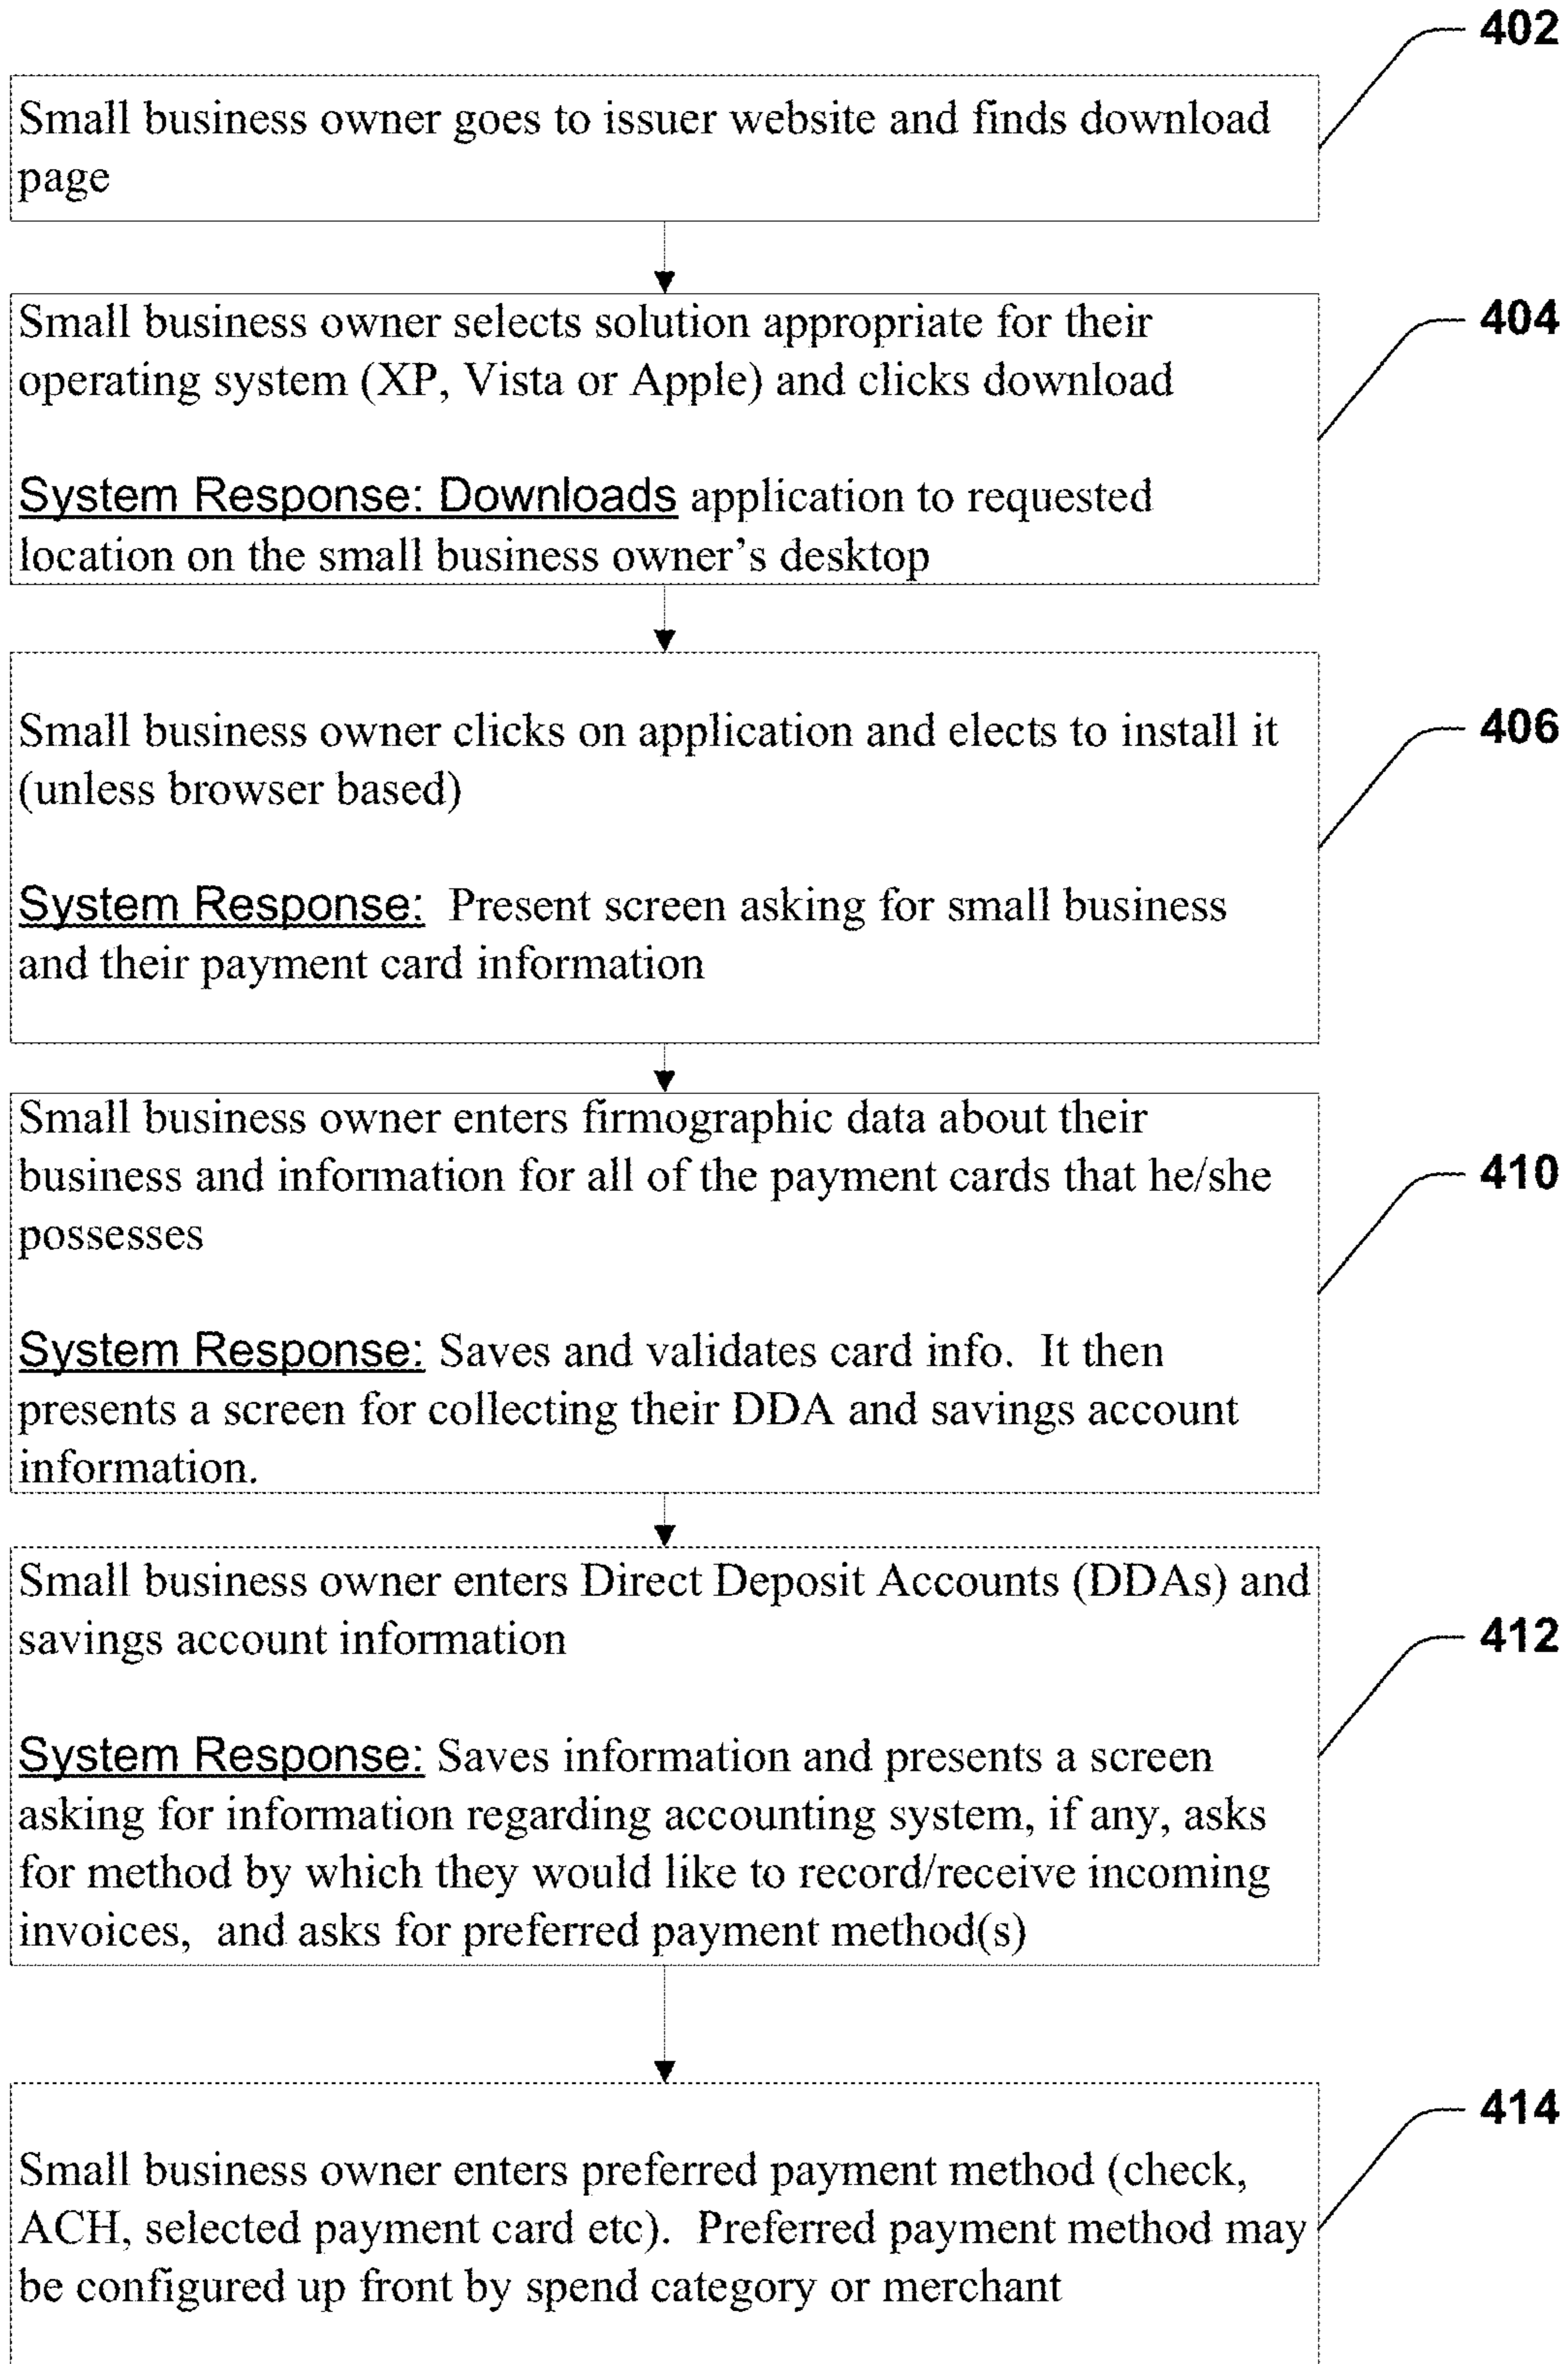 402
Small business owner goes to issuer website and finds download
page
404
Small business owner selects solution appropriate for their
operating system (XP, Vista or Apple) and clicks download
System Response: Downloads application to requested
location on the small business owner's desktop
406
Small business owner clicks on application and elects to install it
(unless browser based)
System Response: Present screen asking for small business
and their payment card information
410
Small business owner enters firmographic data about their
business and information for all of the payment cards that he/she
possesses
System Response: Saves and validates card info. It then
presents a screen for collecting their DDA and savings account
information.
412
Small business owner enters Direct Deposit Accounts (DDAs) and
savings account information
System Response: Saves information and presents a screen
asking for information regarding accounting system, if any, asks
for method by which they would like to record/receive incoming
invoices, and asks for preferred payment method(s)
414
Small business owner enters preferred payment method (check,
ACH, selected payment card etc). Preferred payment method may
be configured up front by spend category or merchant